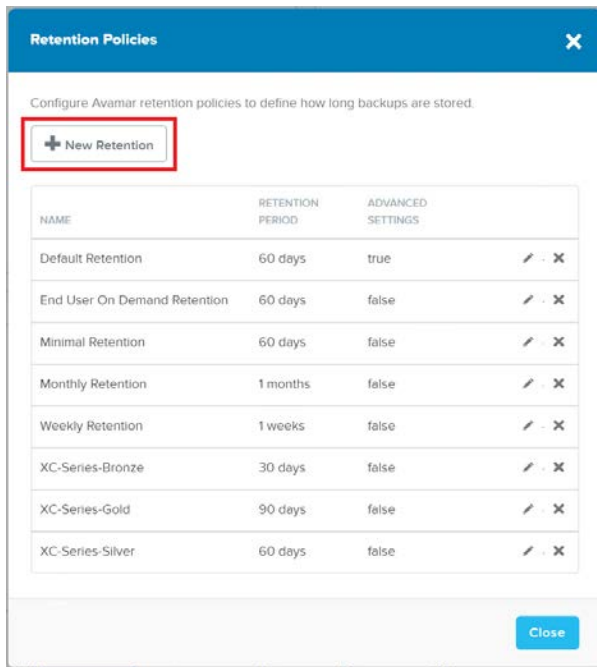 Retention Policies
Configure Avamar retention policies to define how long backups are stored.
New Retention
NAME RETENTION PERIOD ADVANCED SETTINGS
Default Retention 60 days true
End User On Demand Retention 60 days false
Minimal Retention 60 days false
Monthly Retention 1 months false
Weekly Retention 1 weeks false
XC-Series-Bronze 30 days false
XC-Series-Gold 90 days false
XC-Series-Silver 60 days false
Close